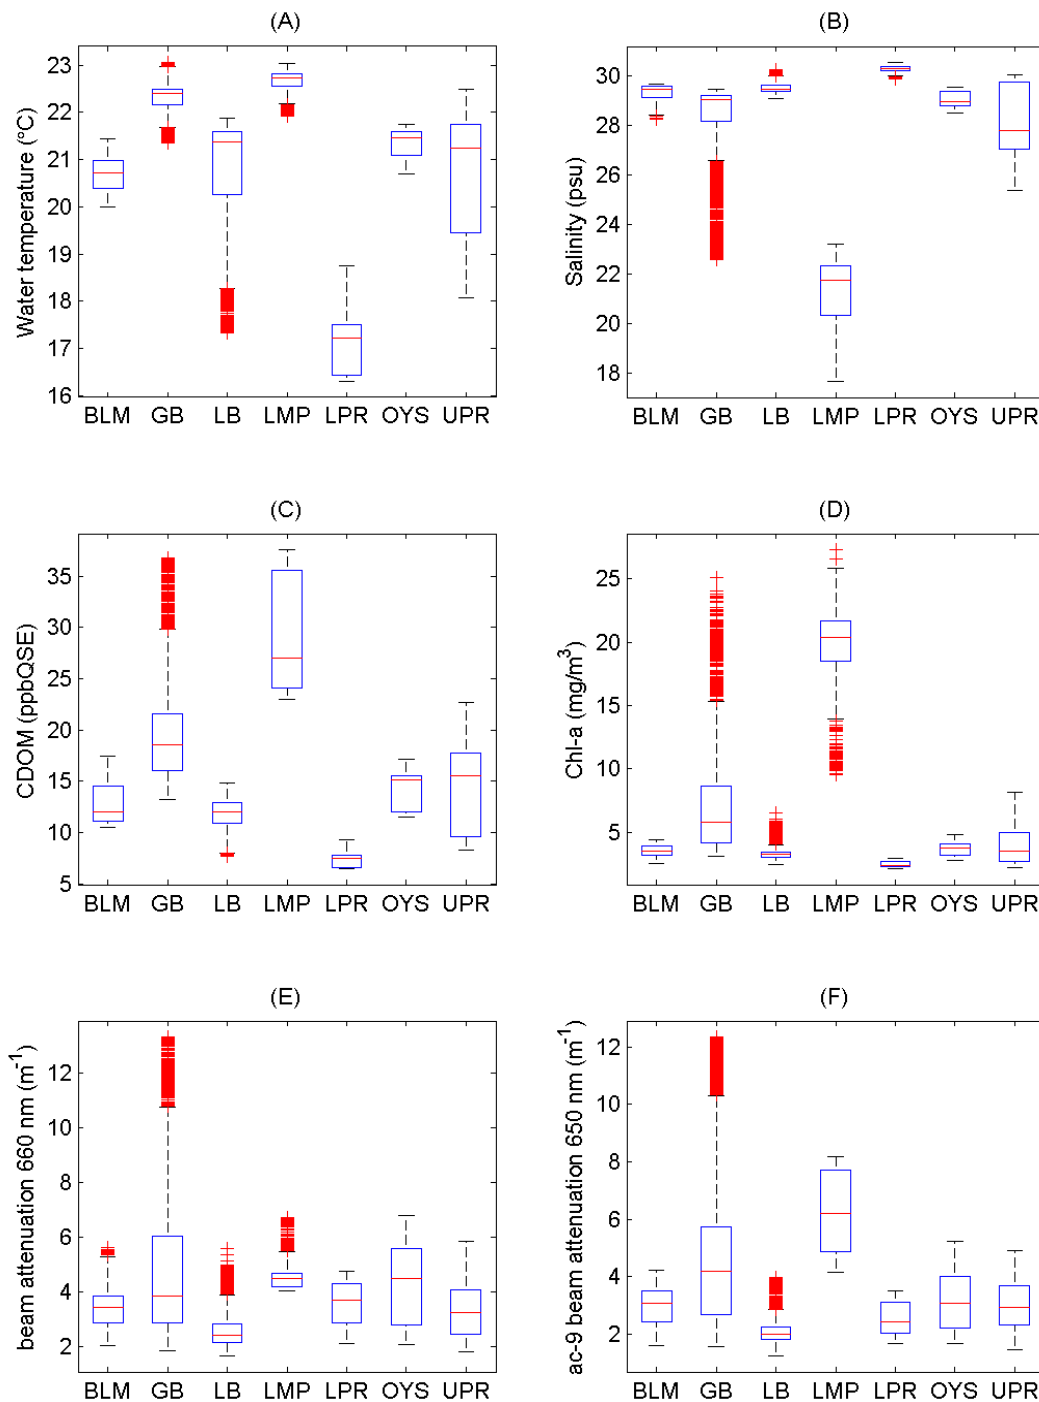 (A)
Water temperature (°C)
23
22
21
20
19
18
17
16
BLM GB LB LMP LPR OYS UPR
(B)
Salinity (psu)
30
28
26
24
22
20
18
BLM GB LB LMP LPR OYS UPR
(C)
CDOM (ppbQSE)
35
30
25
20
15
10
5
BLM GB LB LMP LPR OYS UPR
(D)
Chl-a (mg/m³)
25
20
15
10
5
BLM GB LB LMP LPR OYS UPR
(E)
beam attenuation 660 nm (m⁻¹)
12
10
8
6
4
2
BLM GB LB LMP LPR OYS UPR
(F)
ac-9 beam attenuation 650 nm (m⁻¹)
12
10
8
6
4
2
BLM GB LB LMP LPR OYS UPR